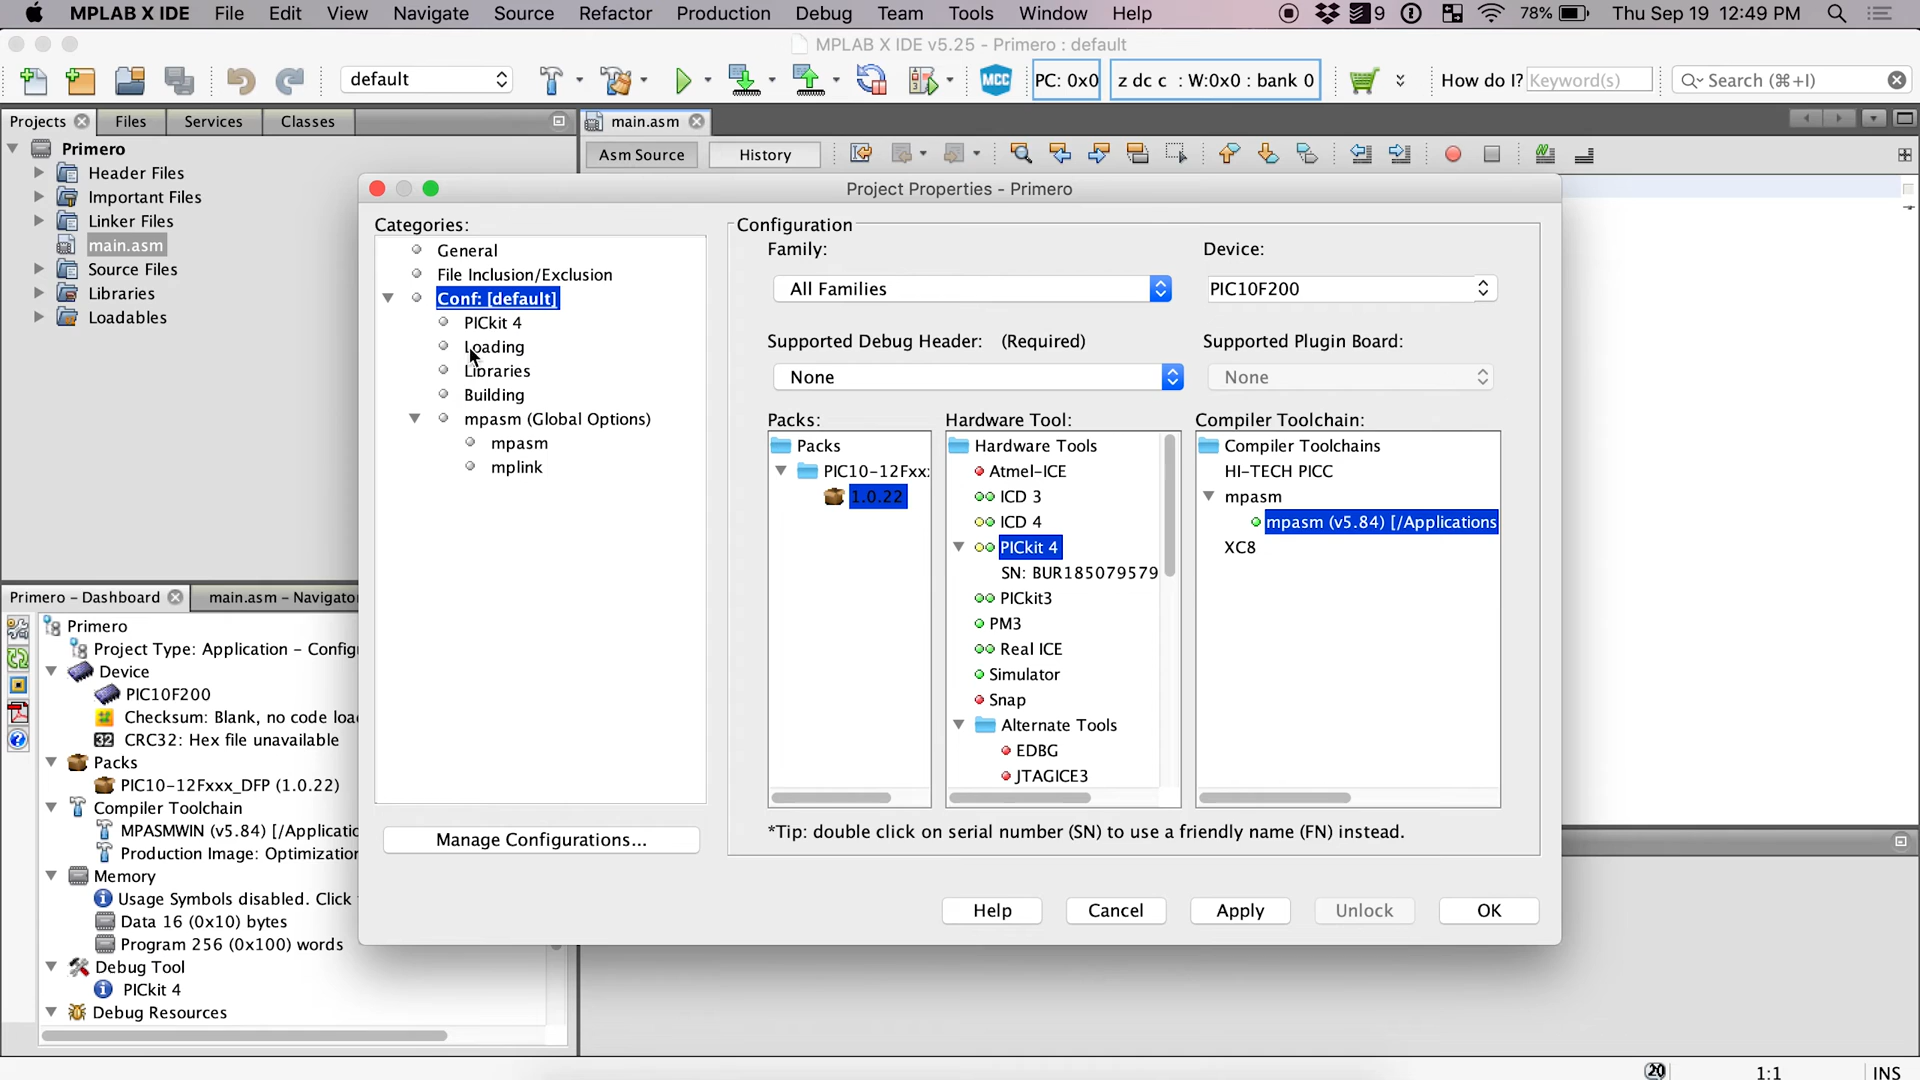 MPLAB X IDE File Edit View Navigate Source Refactor Production Debug Team Tools Window Help 9 78% Thu Sep 19 12:49 PM
MPLAB X IDE v5.25 - Primero : default
default MCC PC: 0x0 z dc c : W:0x0 : bank 0 How do I? Keyword(s) Search (⌘+I)
Projects Files Services Classes
main.asm
Asm Source History
Primero
Header Files
Important Files
Linker Files
main.asm
Source Files
Libraries
Loadables
Project Properties - Primero
Categories:
General
File Inclusion/Exclusion
Conf: [default]
PICkit 4
Loading
Libraries
Building
mpasm (Global Options)
mpasm
mplink
Manage Configurations...
Configuration
Family: Device:
All Families PIC10F200
Supported Debug Header: (Required) Supported Plugin Board:
None None
Packs:
Packs
PIC10-12Fxx:
1.0.22
Hardware Tool:
Hardware Tools
Atmel-ICE
ICD 3
ICD 4
PICkit 4
SN: BUR185079579
PICkit3
PM3
Real ICE
Simulator
Snap
Alternate Tools
EDBG
JTAGICE3
Compiler Toolchain:
Compiler Toolchains
HI-TECH PICC
mpasm
mpasm (v5.84) [/Applications
XC8
*Tip: double click on serial number (SN) to use a friendly name (FN) instead.
Help Cancel Apply Unlock OK
Primero - Dashboard main.asm - Navigator
Primero
Project Type: Application - Config
Device
PIC10F200
Checksum: Blank, no code loa
32 CRC32: Hex file unavailable
Packs
PIC10-12Fxxx_DFP (1.0.22)
Compiler Toolchain
MPASMWIN (v5.84) [/Applicatic
Production Image: Optimization
Memory
Usage Symbols disabled. Click
Data 16 (0x10) bytes
Program 256 (0x100) words
Debug Tool
PICkit 4
Debug Resources
20 1:1 INS